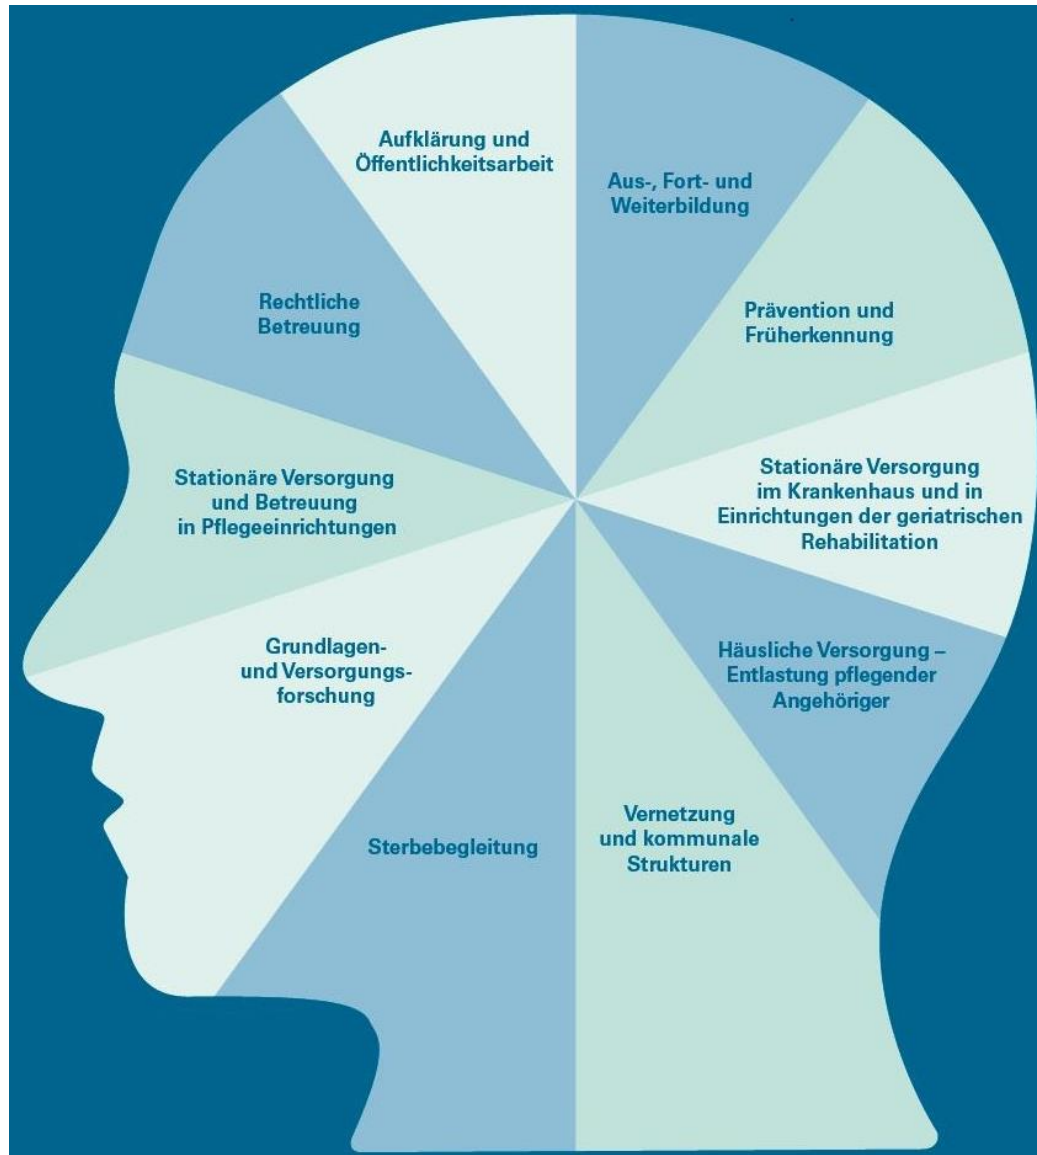 Aufklärung und
Öffentlichkeitsarbeit
Aus-, Fort- und
Weiterbildung
Rechtliche
Betreuung
Prävention und
Früherkennung
Stationäre Versorgung
und Betreuung
in Pflegeeinrichtungen
Stationäre Versorgung
im Krankenhaus und in
Einrichtungen der geriatrischen
Rehabilitation
Grundlagen-
und Versorgungs-
forschung
Häusliche Versorgung –
Entlastung pflegender
Angehöriger
Sterbebegleitung
Vernetzung
und kommunale
Strukturen